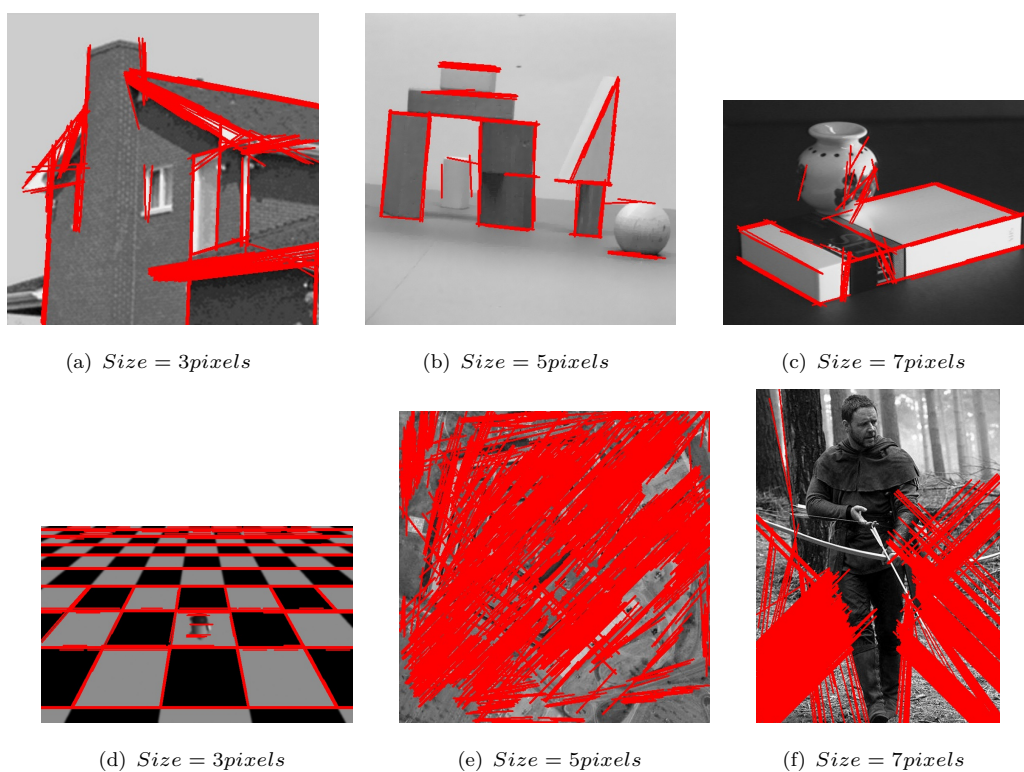 (a) Size = 3pixels
(b) Size = 5pixels
(c) Size = 7pixels
(d) Size = 3pixels
(e) Size = 5pixels
(f) Size = 7pixels